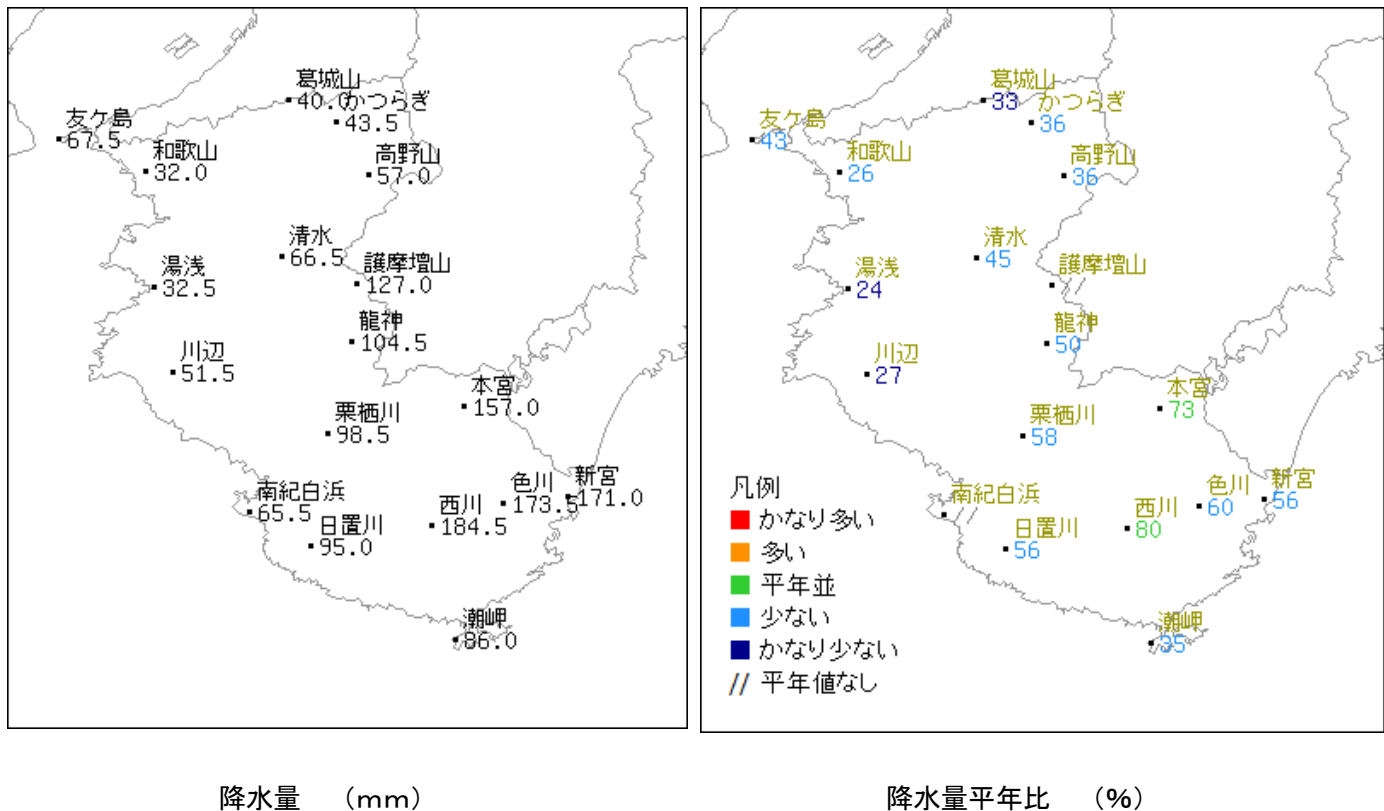 葛城山
40.0
かつらぎ
43.5
友ケ島
67.5
和歌山
32.0
高野山
57.0
清水
66.5
護摩壇山
127.0
湯浅
32.5
龍神
104.5
川辺
51.5
本宮
157.0
栗栖川
98.5
南紀白浜
65.5
日置川
95.0
西川
184.5
色川
173.5
新宮
171.0
潮岬
86.0
降水量 (mm)
葛城山
33
かつらぎ
36
友ケ島
43
和歌山
26
高野山
36
清水
45
護摩壇山
//
湯浅
24
龍神
50
川辺
27
本宮
73
栗栖川
58
南紀白浜
//
日置川
56
西川
80
色川
60
新宮
56
潮岬
35
凡例
かなり多い
多い
平年並
少ない
かなり少ない
// 平年値なし
降水量平年比 (%)